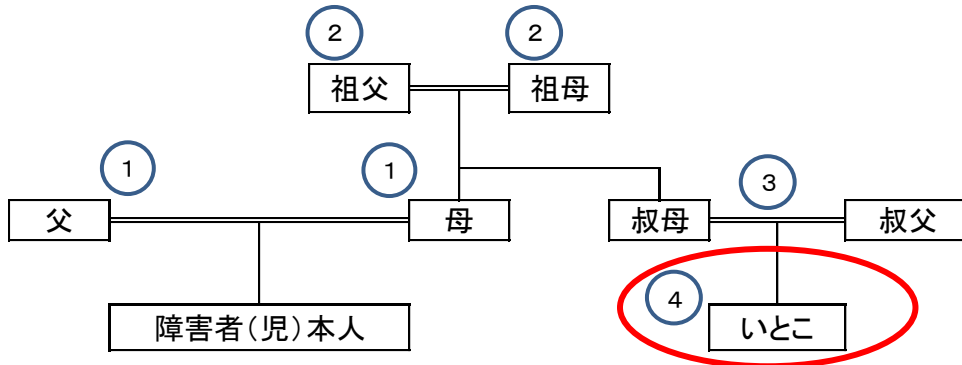 ２ ２
祖父 祖母
１ １ ３
父 母 叔母 叔父
４
障害者（児）本人 いとこ